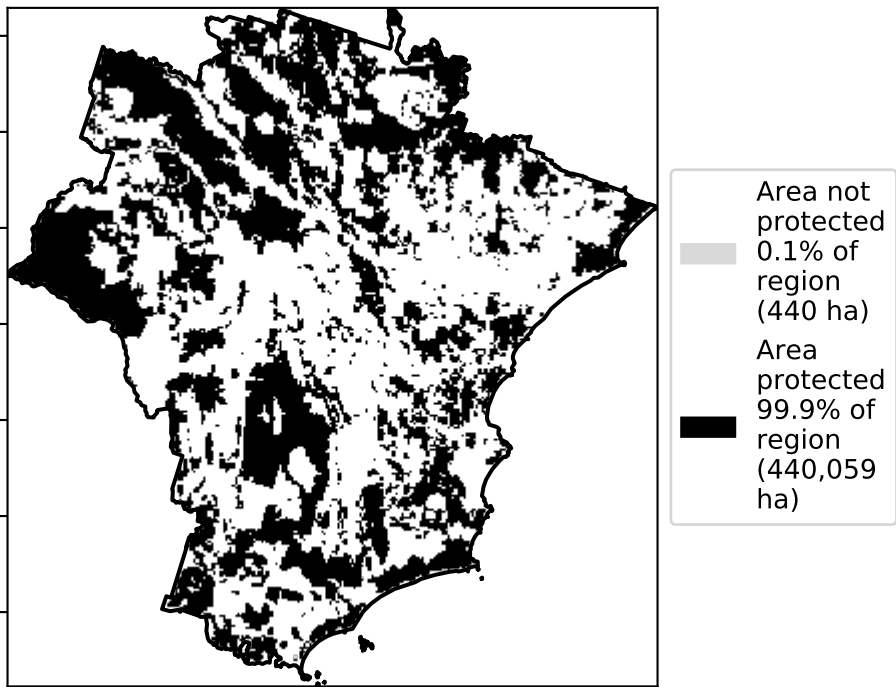 Area not
protected
0.1% of
region
(440 ha)
Area
protected
99.9% of
region
(440,059
ha)